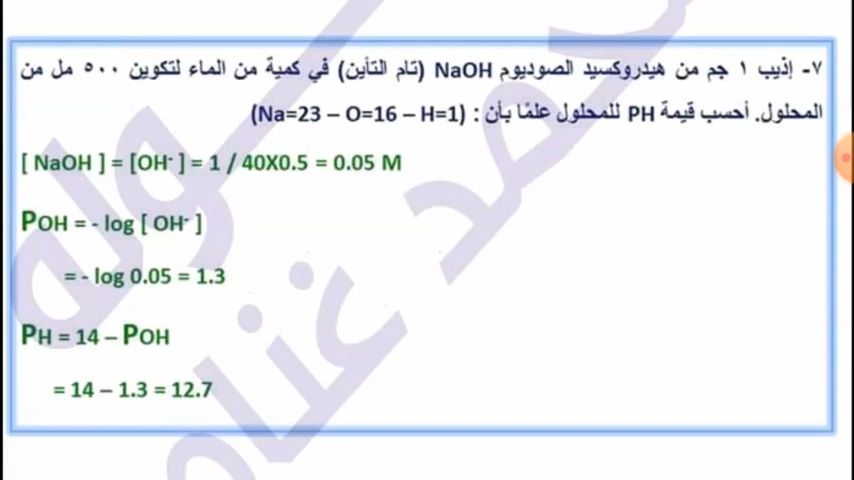 ٧- إذيب ١ جم من هيدروكسيد الصوديوم NaOH (تام التأين) في كمية من الماء لتكوين ٥٠٠ مل من
المحلول. أحسب قيمة PH للمحلول علمًا بأن : (Na=23 – O=16 – H=1)
[ NaOH ] = [OH⁻ ] = 1 / 40X0.5 = 0.05 M
POH = - log [ OH⁻ ]
= - log 0.05 = 1.3
PH = 14 – POH
= 14 – 1.3 = 12.7